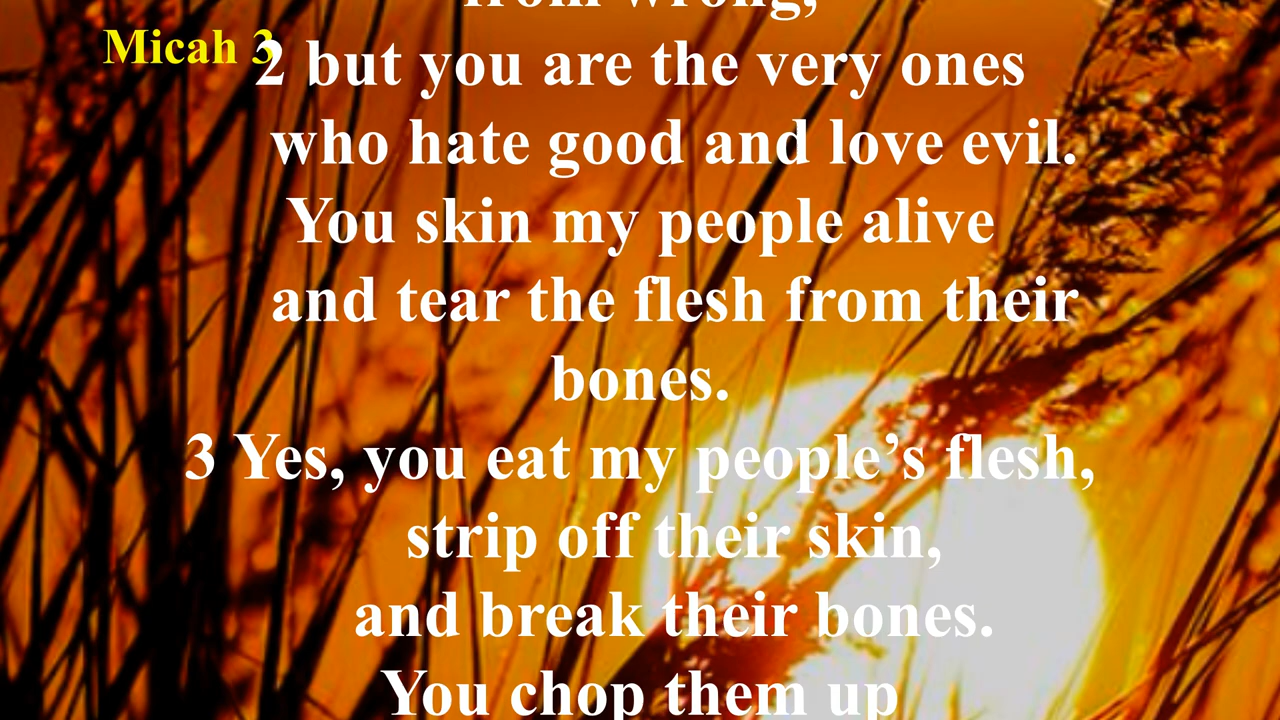 from wrong,
Micah 3
2 but you are the very ones
who hate good and love evil.
You skin my people alive
and tear the flesh from their
bones.
3 Yes, you eat my people’s flesh,
strip off their skin,
and break their bones.
You chop them up